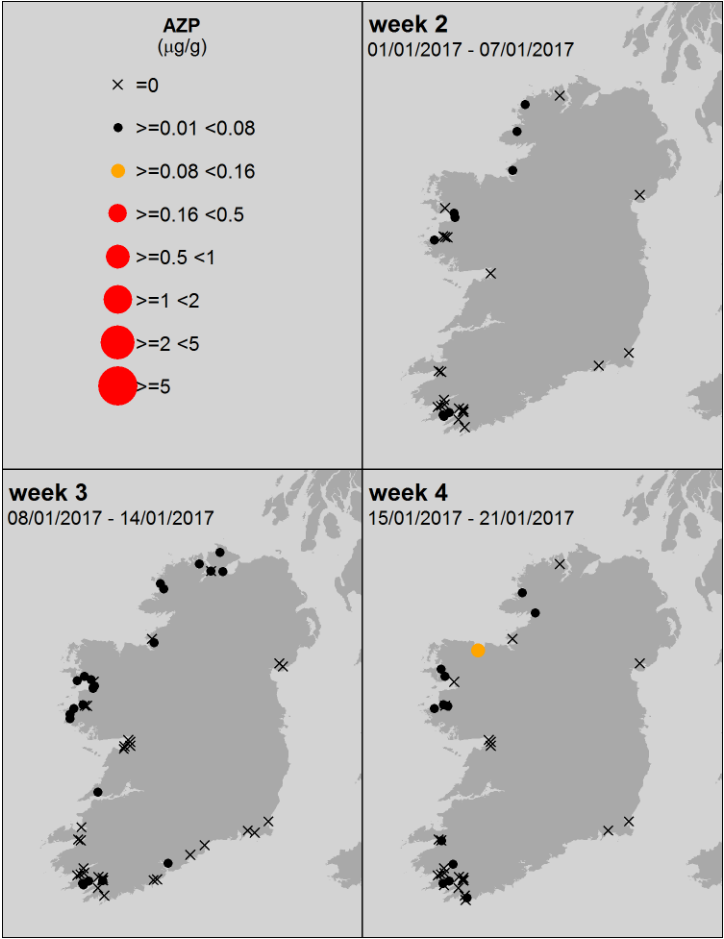 AZP
(µg/g)
=0
>=0.01 <0.08
>=0.08 <0.16
>=0.16 <0.5
>=0.5 <1
>=1 <2
>=2 <5
>=5
week 2
01/01/2017 - 07/01/2017
week 3
08/01/2017 - 14/01/2017
week 4
15/01/2017 - 21/01/2017